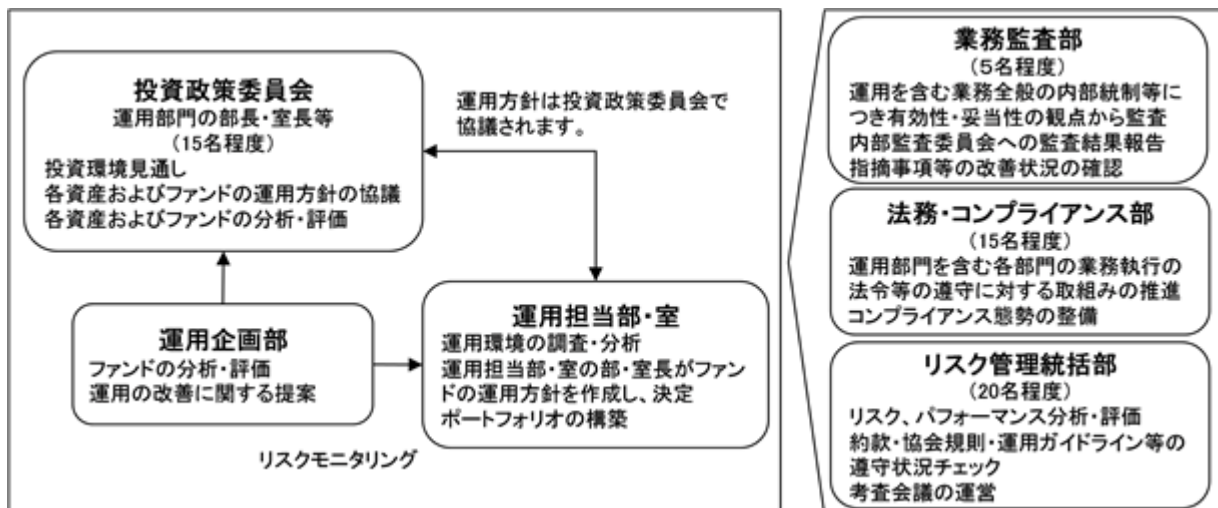 投資政策委員会
運用部門の部長・室長等
(15名程度)
投資環境見通し
各資産およびファンドの運用方針の協議
各資産およびファンドの分析・評価
運用方針は投資政策委員会で
協議されます。
運用企画部
ファンドの分析・評価
運用の改善に関する提案
運用担当部・室
運用環境の調査・分析
運用担当部・室の部・室長がファン
ドの運用方針を作成し、決定
ポートフォリオの構築
リスクモニタリング
業務監査部
(5名程度)
運用を含む業務全般の内部統制等に
つき有効性・妥当性の観点から監査
内部監査委員会への監査結果報告
指摘事項等の改善状況の確認
法務・コンプライアンス部
(15名程度)
運用部門を含む各部門の業務執行の
法令等の遵守に対する取組みの推進
コンプライアンス態勢の整備
リスク管理統括部
(20名程度)
リスク、パフォーマンス分析・評価
約款・協会規則・運用ガイドライン等の
遵守状況チェック
考査会議の運営